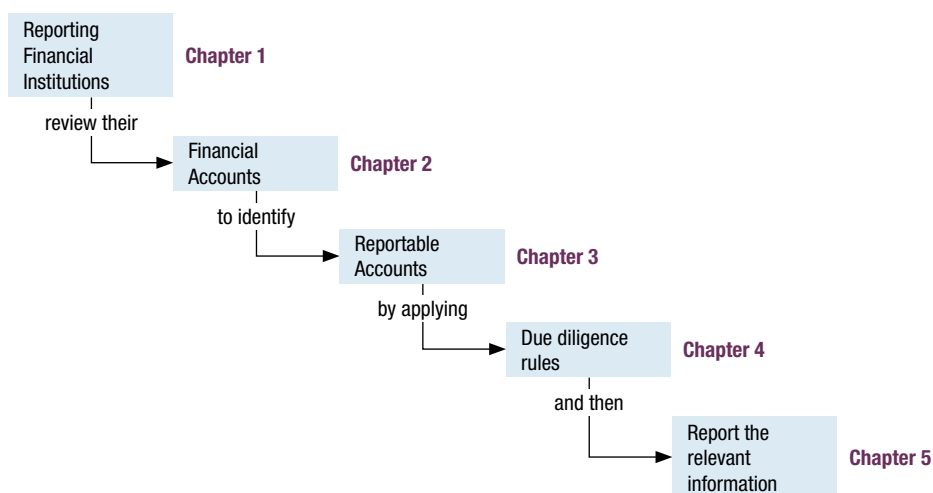 Reporting
Financial
Institutions
Chapter 1
review their
Financial
Accounts
Chapter 2
to identify
Reportable
Accounts
Chapter 3
by applying
Due diligence
rules
Chapter 4
and then
Report the
relevant
information
Chapter 5